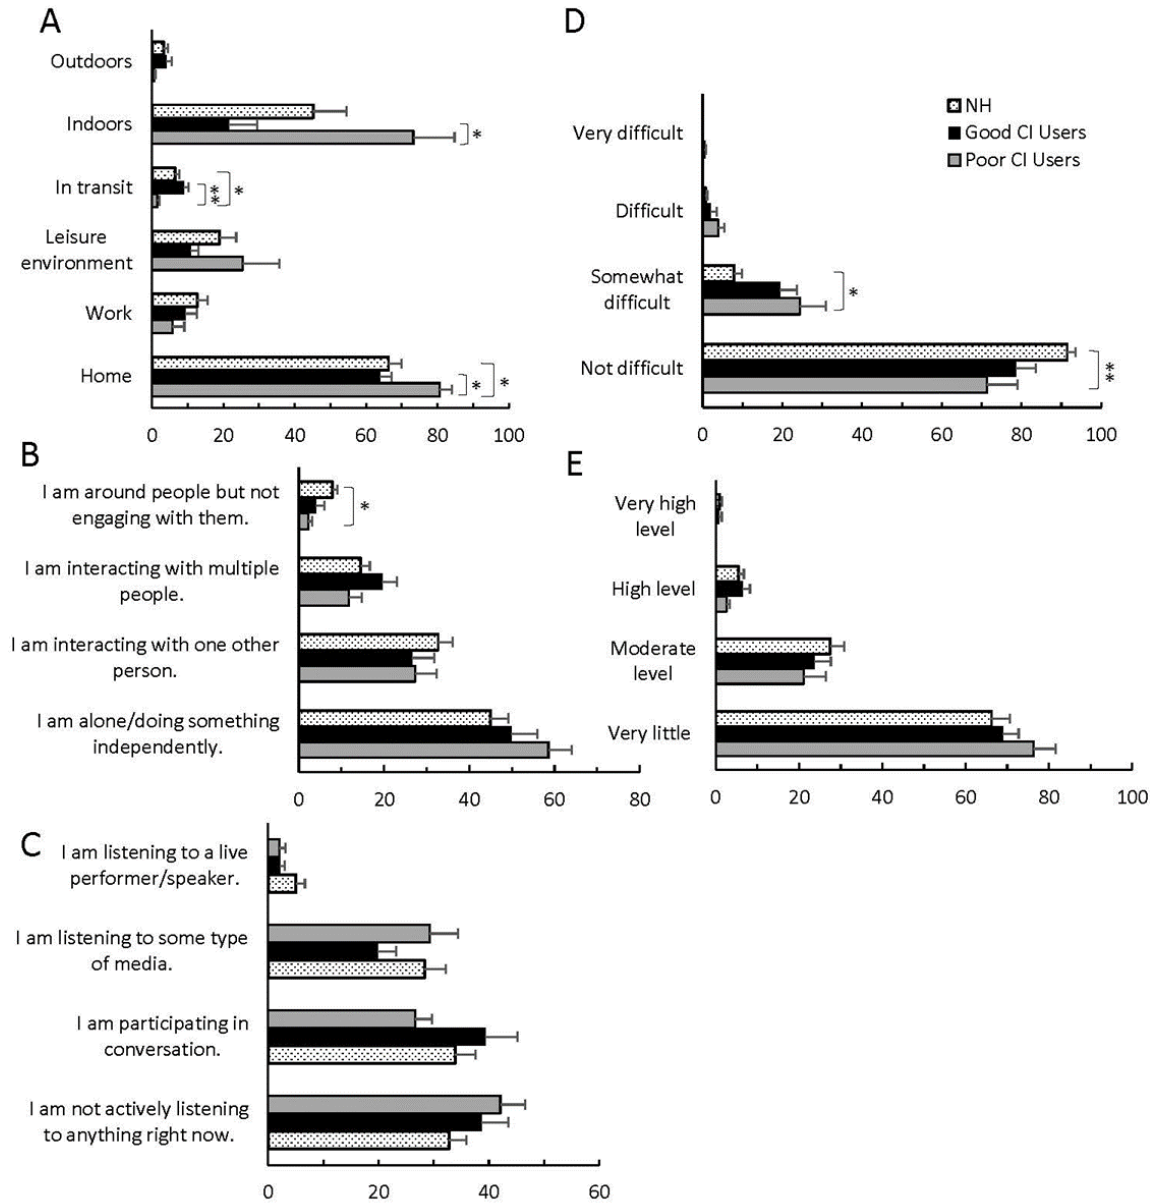 A
Outdoors
Indoors
*
In transit
* *
*
Leisure
environment
Work
Home
*
*
0 20 40 60 80 100
B
I am around people but not
engaging with them.
*
I am interacting with multiple
people.
I am interacting with one other
person.
I am alone/doing something
independently.
0 20 40 60 80
C
I am listening to a live
performer/speaker.
I am listening to some type
of media.
I am participating in
conversation.
I am not actively listening
to anything right now.
0 20 40 60
D
NH
Good CI Users
Poor CI Users
Very difficult
Difficult
Somewhat
difficult
*
Not difficult
* *
0 20 40 60 80 100
E
Very high
level
High level
Moderate
level
Very little
0 20 40 60 80 100